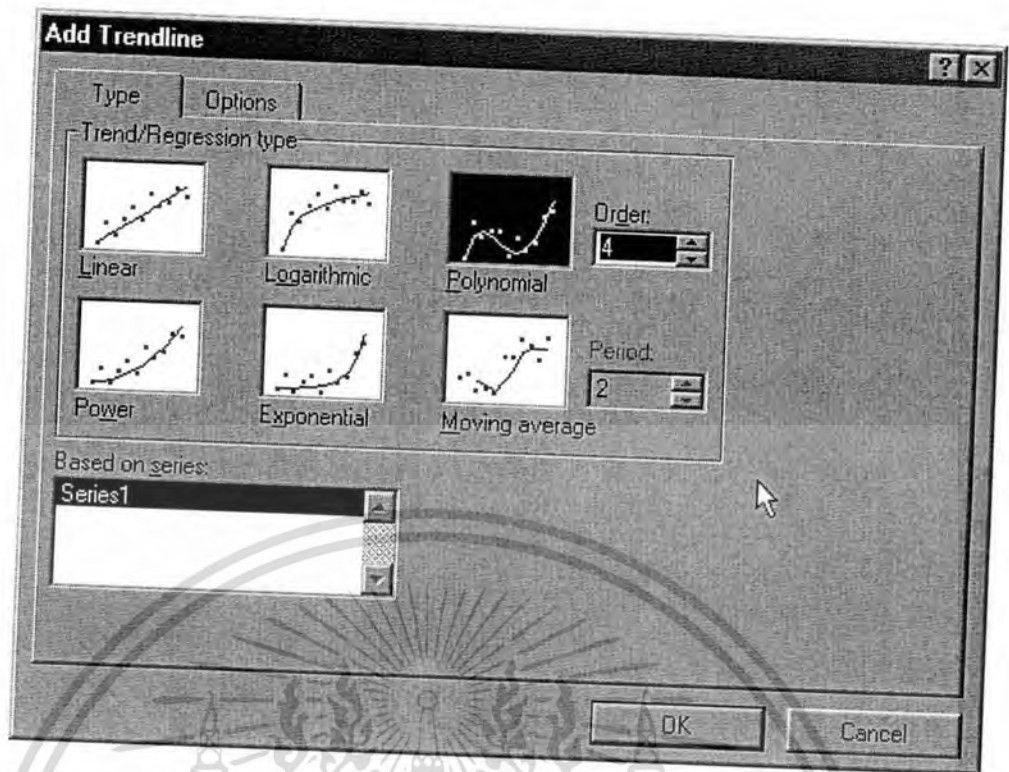 Add Trendline
? X
Type Options
Trend/Regression type
Linear
Logarithmic
Polynomial
Order:
4
Power
Exponential
Moving average
Period:
2
Based on series:
Series1
OK Cancel